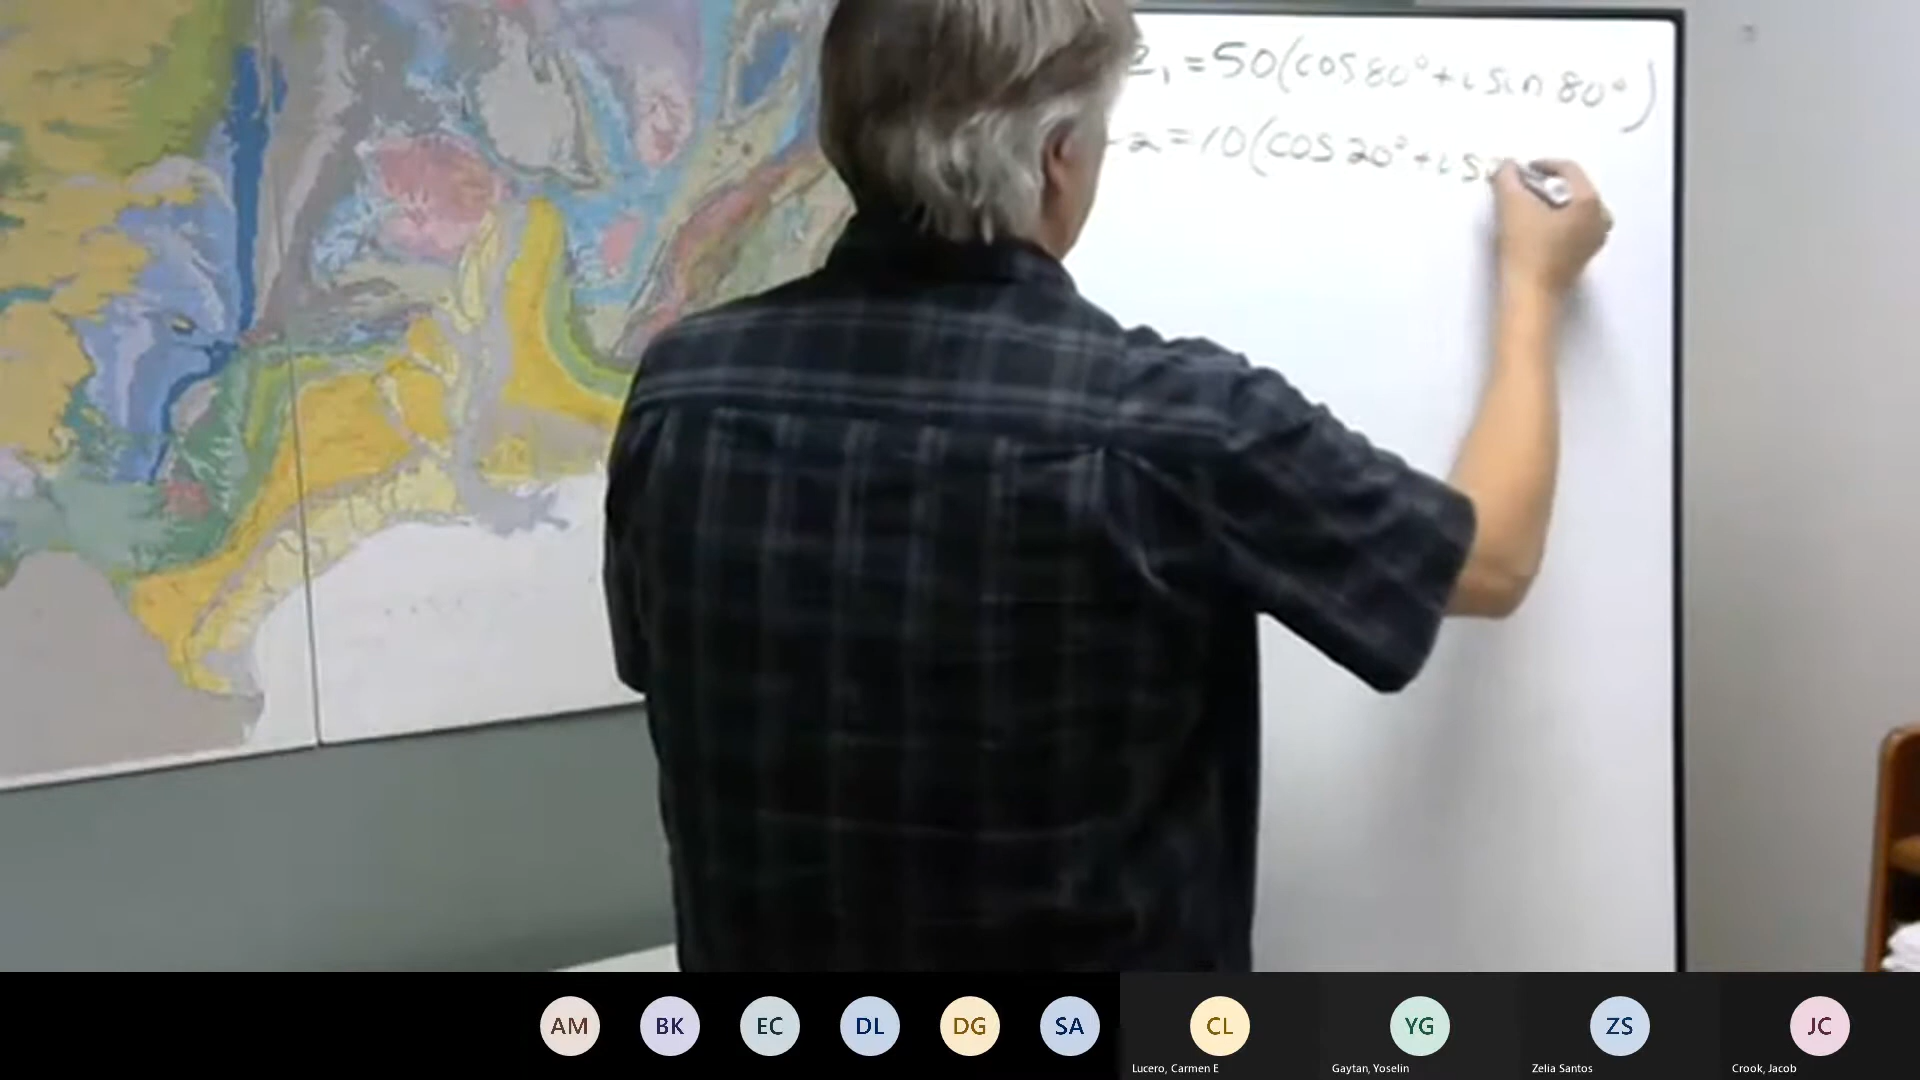 z₁ = 50(cos 80° + i sin 80°)
2 = 10(cos 20° + i s
AM
BK
EC
DL
DG
SA
CL
YG
ZS
JC
Lucero, Carmen E
Gaytan, Yoselin
Zelia Santos
Crook, Jacob